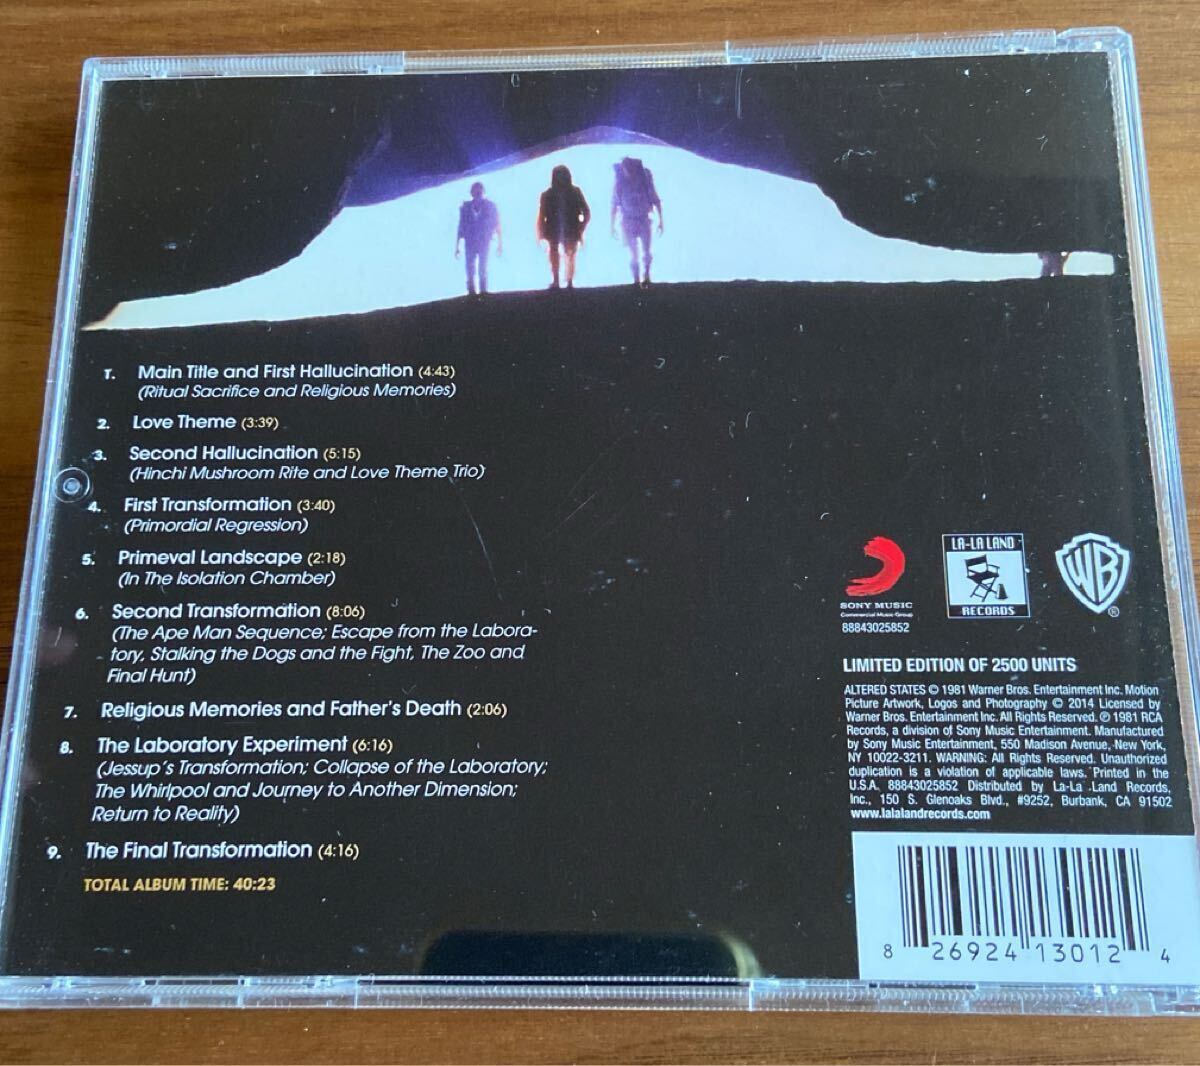 1. Main Title and First Hallucination (4:43)
(Ritual Sacrifice and Religious Memories)
2. Love Theme (3:39)
3. Second Hallucination (5:15)
(Hinchi Mushroom Rite and Love Theme Trio)
4. First Transformation (3:40)
(Primordial Regression)
5. Primeval Landscape (2:18)
(In The Isolation Chamber)
6. Second Transformation (8:06)
(The Ape Man Sequence; Escape from the Labora-
tory, Stalking the Dogs and the Fight, The Zoo and
Final Hunt)
7. Religious Memories and Father's Death (2:06)
8. The Laboratory Experiment (6:16)
(Jessup's Transformation; Collapse of the Laboratory;
The Whirlpool and Journey to Another Dimension;
Return to Reality)
9. The Final Transformation (4:16)
TOTAL ALBUM TIME: 40:23
SONY MUSIC
Commercial Music Group
88843025852
LA-LA LAND
RECORDS
WB
®
LIMITED EDITION OF 2500 UNITS
ALTERED STATES © 1981 Warner Bros. Entertainment Inc. Motion
Picture Artwork, Logos and Photography © 2014 Licensed by
Warner Bros. Entertainment Inc. All Rights Reserved. ℗ 1981 RCA
Records, a division of Sony Music Entertainment. Manufactured
by Sony Music Entertainment, 550 Madison Avenue, New York,
NY 10022-3211. WARNING: All Rights Reserved. Unauthorized
duplication is a violation of applicable laws. Printed in the
U.S.A. 88843025852 Distributed by La-La Land Records,
Inc., 150 S. Glenoaks Blvd., #9252, Burbank, CA 91502
www.lalalandrecords.com
8 26924 13012 4